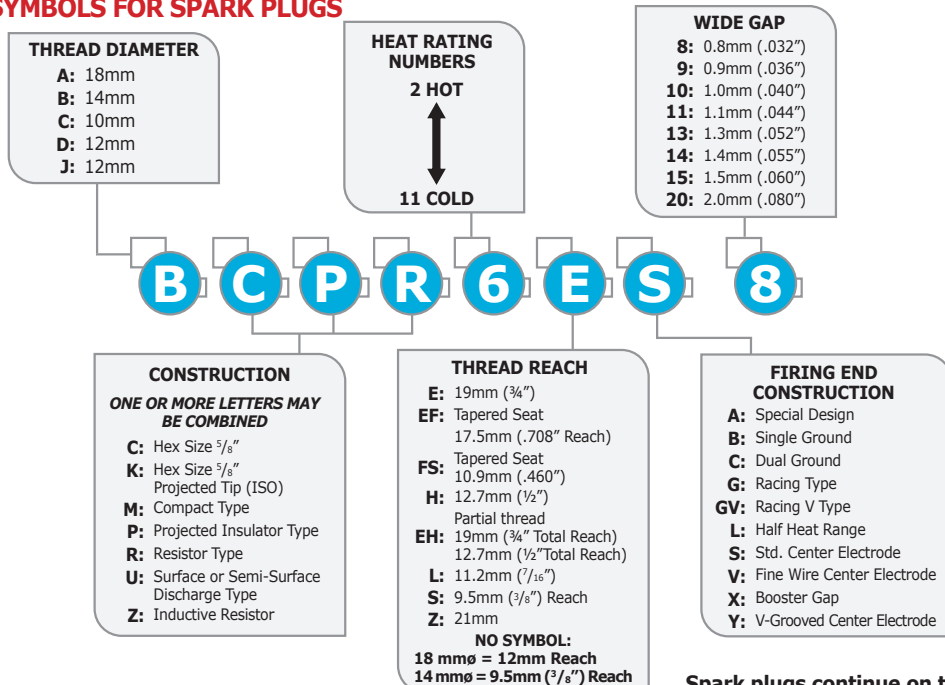 SYMBOLS FOR SPARK PLUGS
THREAD DIAMETER
A: 18mm
B: 14mm
C: 10mm
D: 12mm
J: 12mm
HEAT RATING
NUMBERS
2 HOT
11 COLD
WIDE GAP
8: 0.8mm (.032″)
9: 0.9mm (.036″)
10: 1.0mm (.040″)
11: 1.1mm (.044″)
13: 1.3mm (.052″)
14: 1.4mm (.055″)
15: 1.5mm (.060″)
20: 2.0mm (.080″)
B C P R 6 E S 8
CONSTRUCTION
ONE OR MORE LETTERS MAY
BE COMBINED
C: Hex Size 5/8″
K: Hex Size 5/8″
Projected Tip (ISO)
M: Compact Type
P: Projected Insulator Type
R: Resistor Type
U: Surface or Semi-Surface
Discharge Type
Z: Inductive Resistor
THREAD REACH
E: 19mm (¾″)
EF: Tapered Seat
17.5mm (.708″ Reach)
FS: Tapered Seat
10.9mm (.460″)
H: 12.7mm (½″)
Partial thread
EH: 19mm (¾″ Total Reach)
12.7mm (½″Total Reach)
L: 11.2mm (7/16″)
S: 9.5mm (3/8″) Reach
Z: 21mm
NO SYMBOL:
18 mmø = 12mm Reach
14 mmø = 9.5mm (3/8″) Reach
FIRING END
CONSTRUCTION
A: Special Design
B: Single Ground
C: Dual Ground
G: Racing Type
GV: Racing V Type
L: Half Heat Range
S: Std. Center Electrode
V: Fine Wire Center Electrode
X: Booster Gap
Y: V-Grooved Center Electrode
Spark plugs continue on